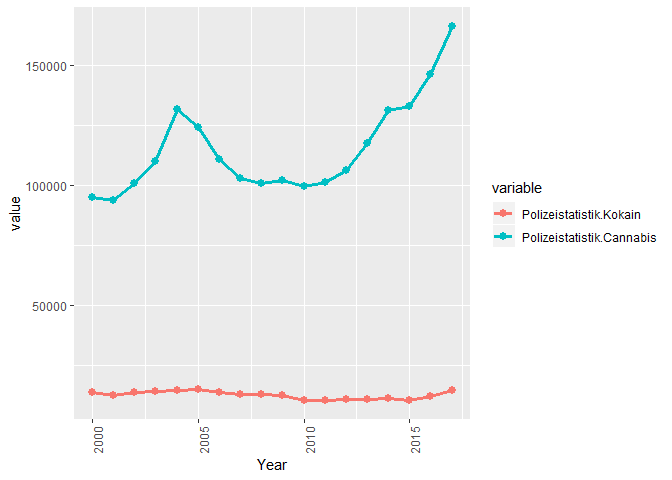 150000
100000
50000
value
2000
2005
2010
2015
Year
variable
Polizeistatistik.Kokain
Polizeistatistik.Cannabis